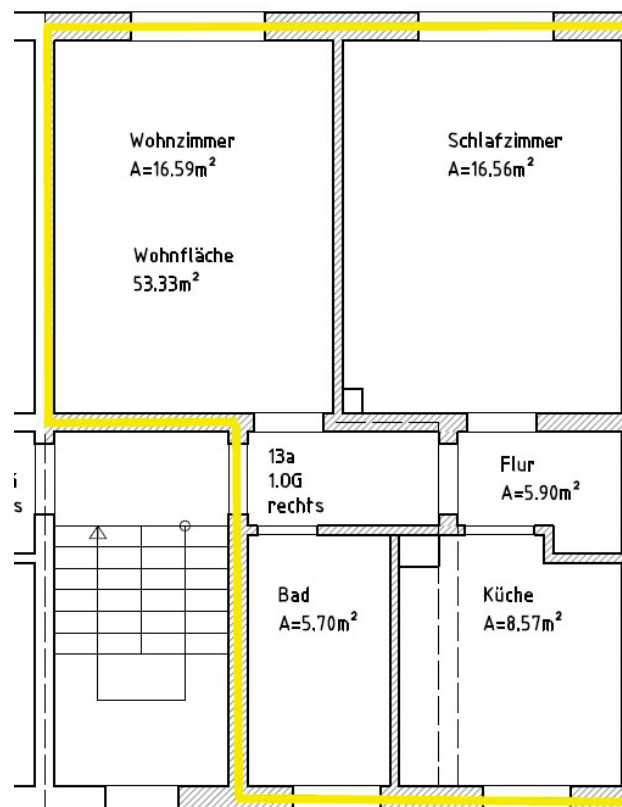 Wohnzimmer
A=16.59m²
Schlafzimmer
A=16.56m²
Wohnfläche
53.33m²
13a
1.OG
rechts
Flur
A=5.90m²
Bad
A=5.70m²
Küche
A=8.57m²